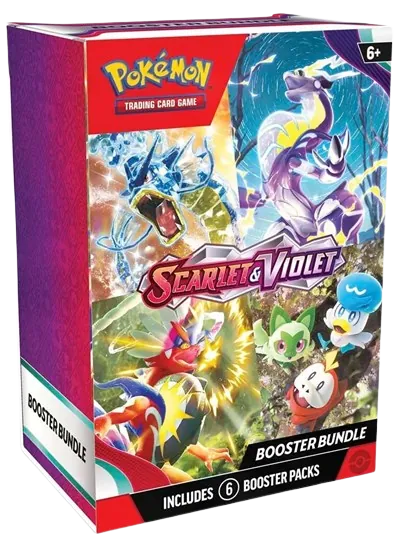 Pokémon
TRADING CARD GAME
6+
SCARLET & VIOLET
BOOSTER BUNDLE
BOOSTER BUNDLE
INCLUDES 6 BOOSTER PACKS